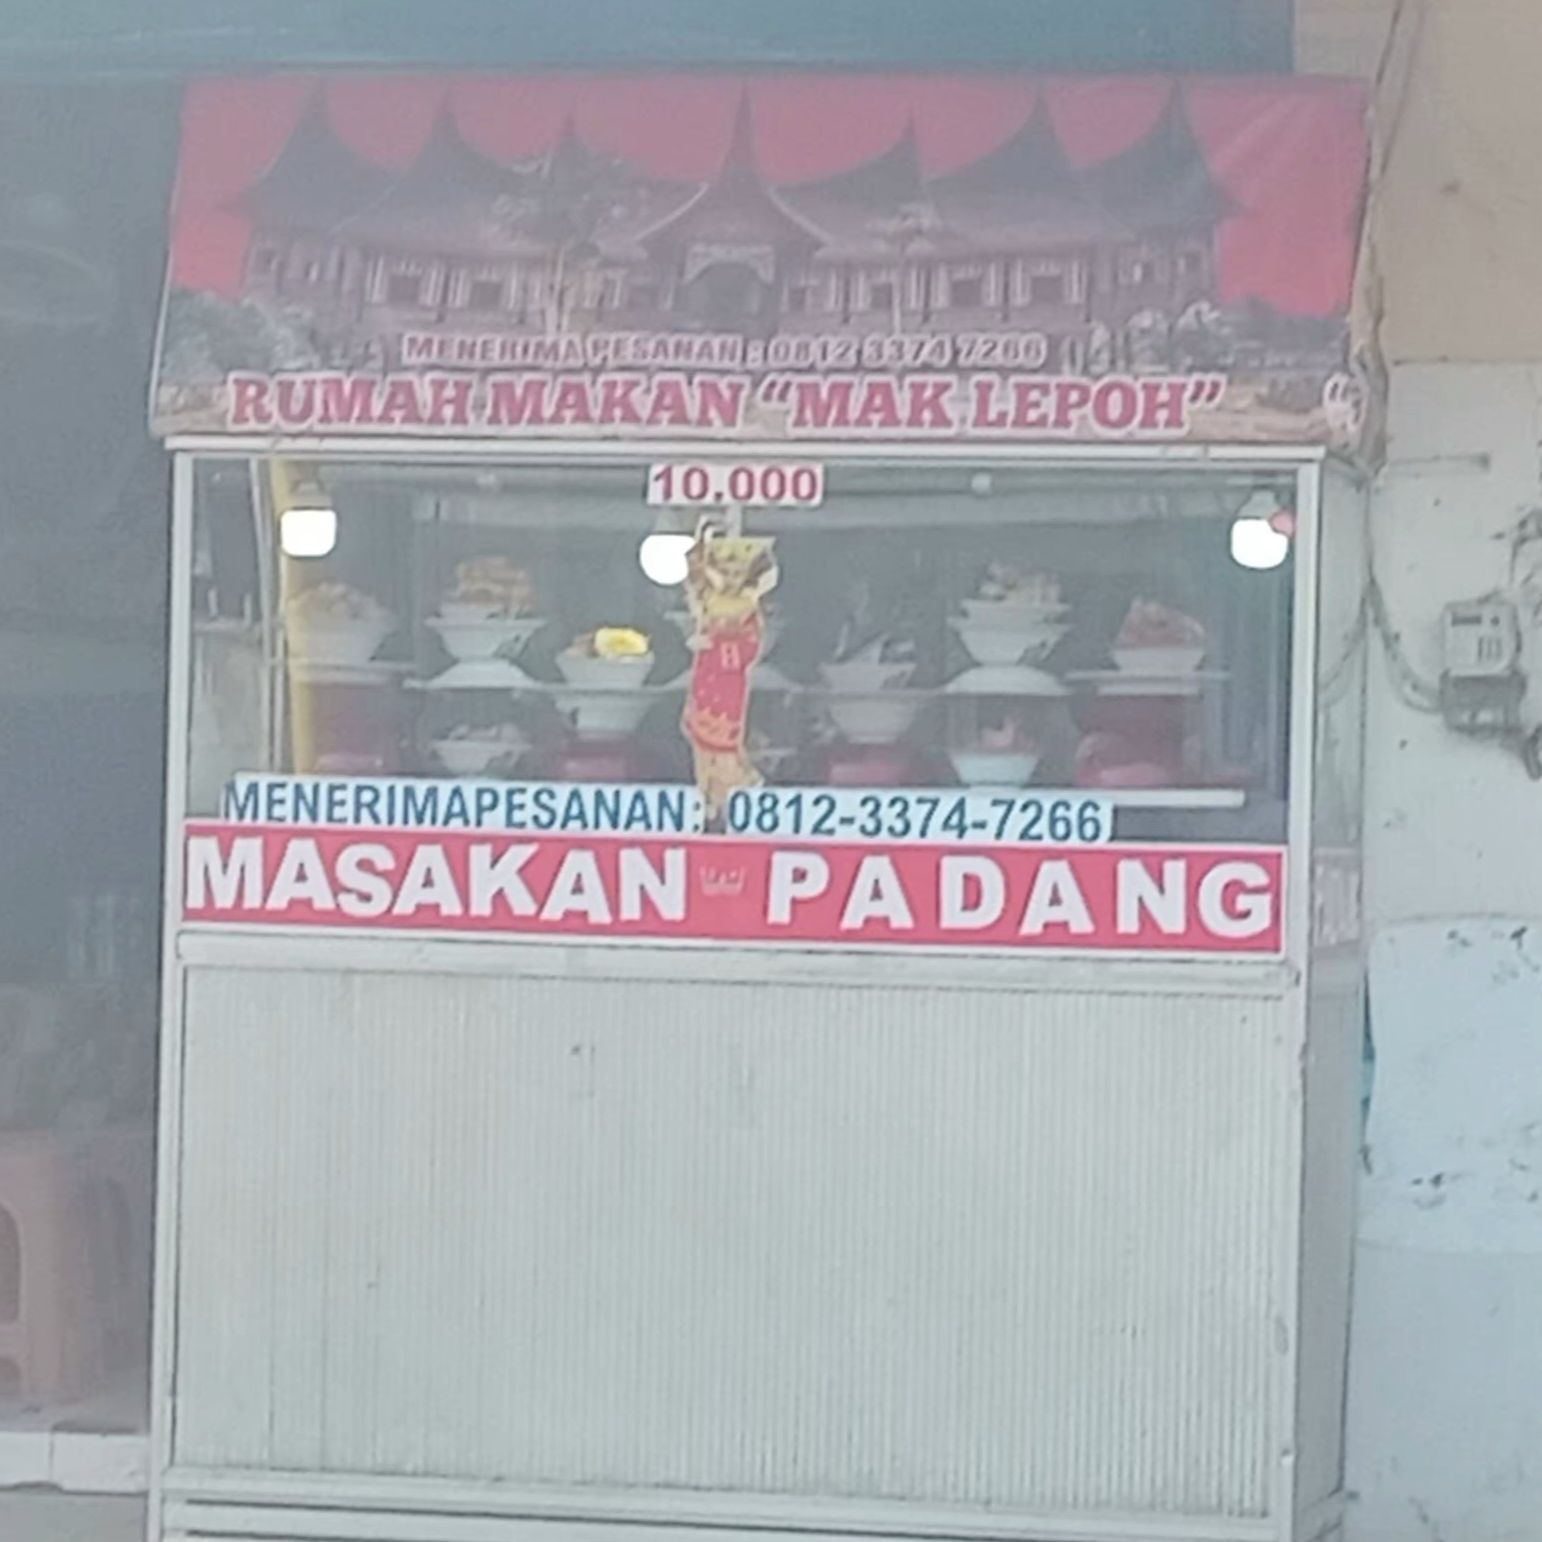 MENERIMA PESANAN : 0812 3374 7266
RUMAH MAKAN "MAK LEPOH"
10.000
MENERIMAPESANAN: 0812-3374-7266
MASAKAN PADANG